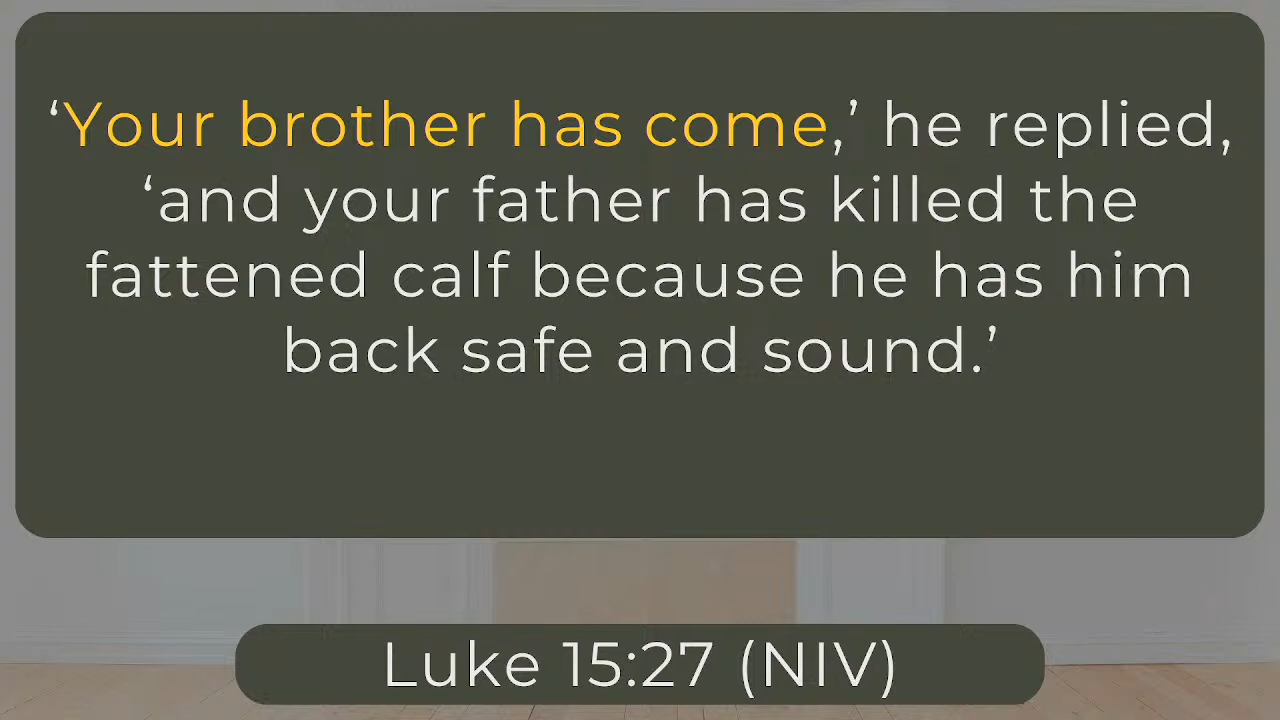 ‘Your brother has come,’ he replied,
‘and your father has killed the
fattened calf because he has him
back safe and sound.’
Luke 15:27 (NIV)